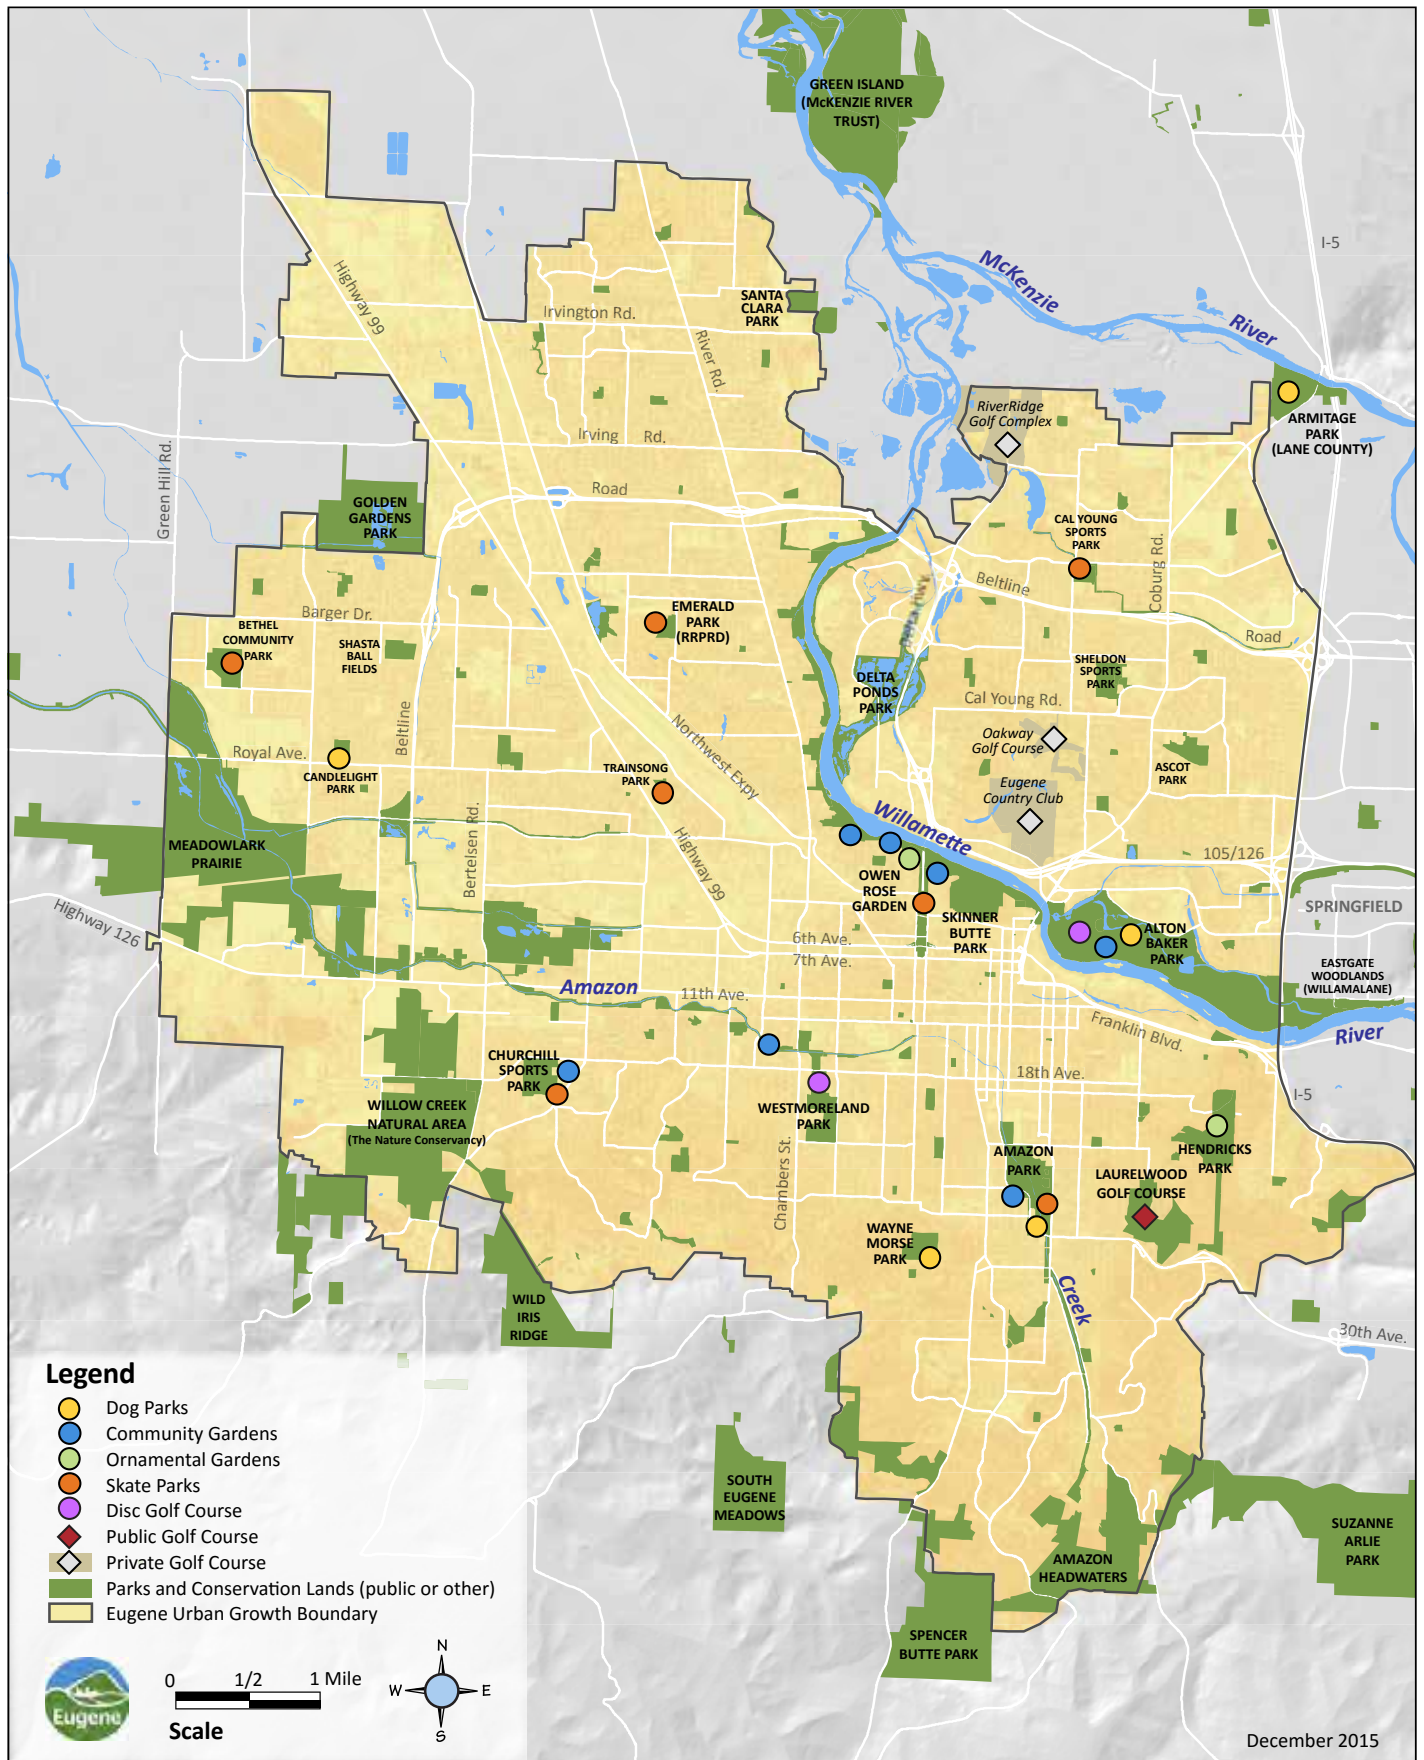 GREEN ISLAND
(McKENZIE RIVER
TRUST)
I-5
McKenzie
River
Highway 99
SANTA
CLARA
PARK
Irvington Rd.
River Rd.
RiverRidge
Golf Complex
ARMITAGE
PARK
(LANE COUNTY)
Irving Rd.
Green Hill Rd.
Road
GOLDEN
GARDENS
PARK
CAL YOUNG
SPORTS
PARK
Coburg Rd.
Beltline
Road
Barger Dr.
BETHEL
COMMUNITY
PARK
SHASTA
BALL
FIELDS
EMERALD
PARK
(RRPRD)
DELTA
PONDS
PARK
SHELDON
SPORTS
PARK
Cal Young Rd.
Beltline
Royal Ave.
CANDLELIGHT
PARK
TRAINSONG
PARK
Northwest Expy
Oakway
Golf Course
ASCOT
PARK
Eugene
Country Club
Willamette
MEADOWLARK
PRAIRIE
Bertelsen Rd.
Highway 99
105/126
OWEN
ROSE
GARDEN
SKINNER
BUTTE
PARK
SPRINGFIELD
Highway 126
6th Ave.
7th Ave.
ALTON
BAKER
PARK
EASTGATE
WOODLANDS
(WILLAMALANE)
Amazon
11th Ave.
Franklin Blvd.
River
CHURCHILL
SPORTS
PARK
18th Ave.
I-5
WILLOW CREEK
NATURAL AREA
(The Nature Conservancy)
WESTMORELAND
PARK
Chambers St.
AMAZON
PARK
HENDRICKS
PARK
LAURELWOOD
GOLF COURSE
WAYNE
MORSE
PARK
Creek
WILD
IRIS
RIDGE
30th Ave.
SOUTH
EUGENE
MEADOWS
SUZANNE
ARLIE
PARK
AMAZON
HEADWATERS
SPENCER
BUTTE PARK
Legend
Dog Parks
Community Gardens
Ornamental Gardens
Skate Parks
Disc Golf Course
Public Golf Course
Private Golf Course
Parks and Conservation Lands (public or other)
Eugene Urban Growth Boundary
Eugene
0 1/2 1 Mile
Scale
N
W E
S
December 2015